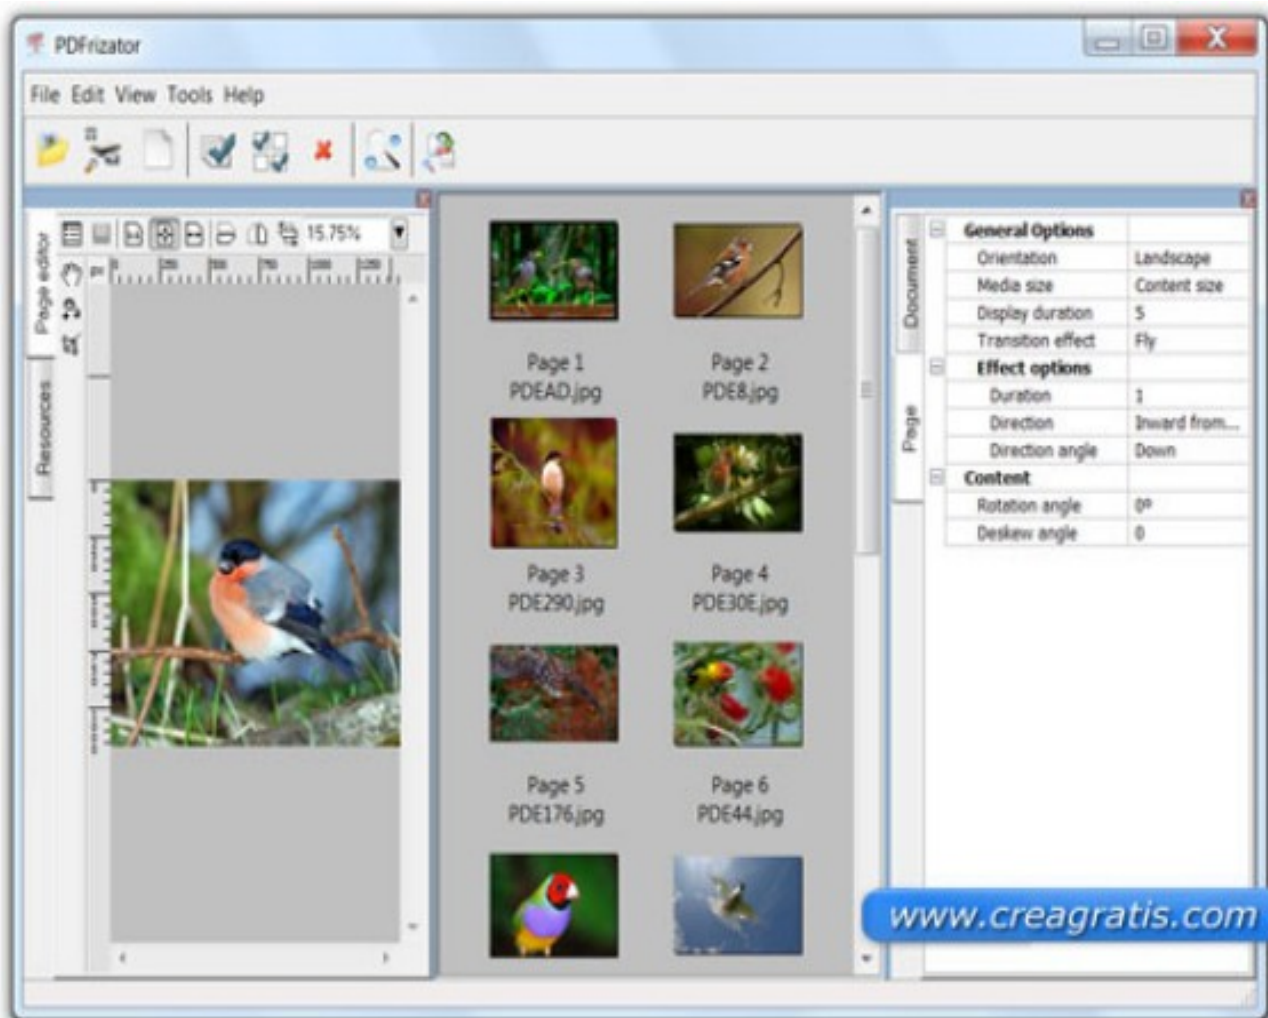 PDFrizator
File Edit View Tools Help
15.75%
Page editor
Resources
px
Page 1
PDEAD.jpg
Page 2
PDE8.jpg
Page 3
PDE290.jpg
Page 4
PDE30E.jpg
Page 5
PDE176.jpg
Page 6
PDE44.jpg
Document
Page
General Options
Orientation Landscape
Media size Content size
Display duration 5
Transition effect Fly
Effect options
Duration 1
Direction Inward from...
Direction angle Down
Content
Rotation angle 0º
Deskew angle 0
www.creagratis.com